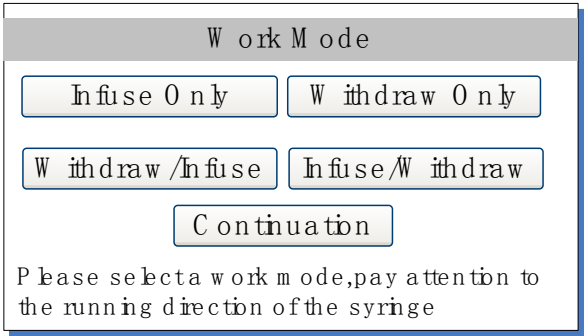 Work Mode
Infuse Only Withdraw Only
Withdraw/Infuse Infuse/Withdraw
Continuation
Please select a work mode,pay attention to
the running direction of the syringe